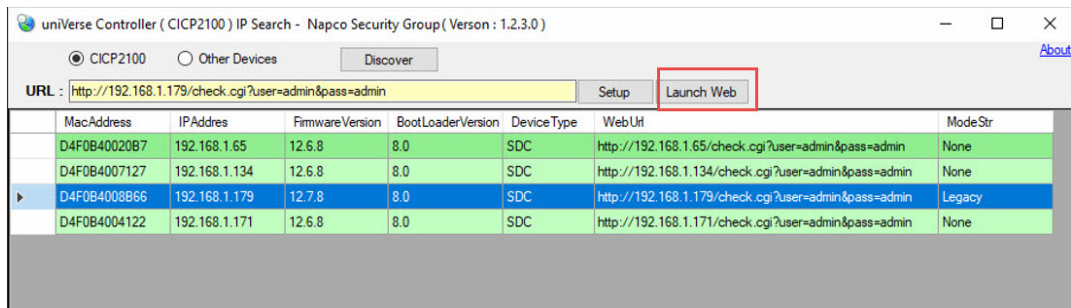 uniVerse Controller ( CICP2100 ) IP Search - Napco Security Group( Verson : 1.2.3.0 )
CICP2100 Other Devices Discover About
URL : http://192.168.1.179/check.cgi?user=admin&pass=admin Setup Launch Web
MacAddress IPAddres FirmwareVersion BootLoaderVersion DeviceType WebUrl ModeStr
D4F0B40020B7 192.168.1.65 12.6.8 8.0 SDC http://192.168.1.65/check.cgi?user=admin&pass=admin None
D4F0B4007127 192.168.1.134 12.6.8 8.0 SDC http://192.168.1.134/check.cgi?user=admin&pass=admin None
D4F0B4008B66 192.168.1.179 12.7.8 8.0 SDC http://192.168.1.179/check.cgi?user=admin&pass=admin Legacy
D4F0B4004122 192.168.1.171 12.6.8 8.0 SDC http://192.168.1.171/check.cgi?user=admin&pass=admin None